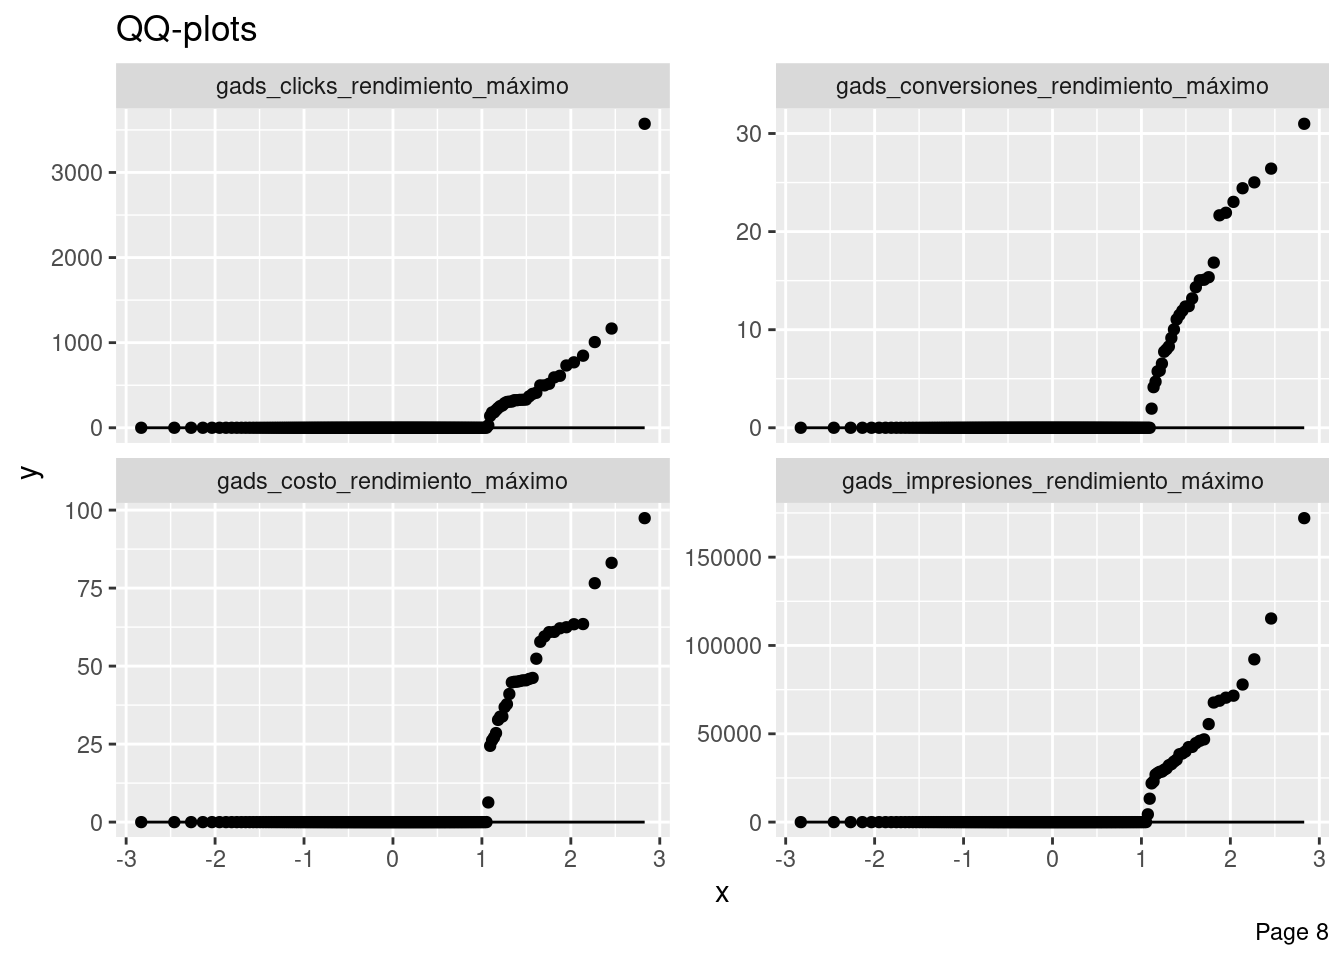 QQ-plots
gads_clicks_rendimiento_máximo
gads_conversiones_rendimiento_máximo
3000
2000
1000
0
30
20
10
0
y
gads_costo_rendimiento_máximo
gads_impresiones_rendimiento_máximo
100
75
50
25
0
150000
100000
50000
0
-3 -2 -1 0 1 2 3
-3 -2 -1 0 1 2 3
x
Page 8